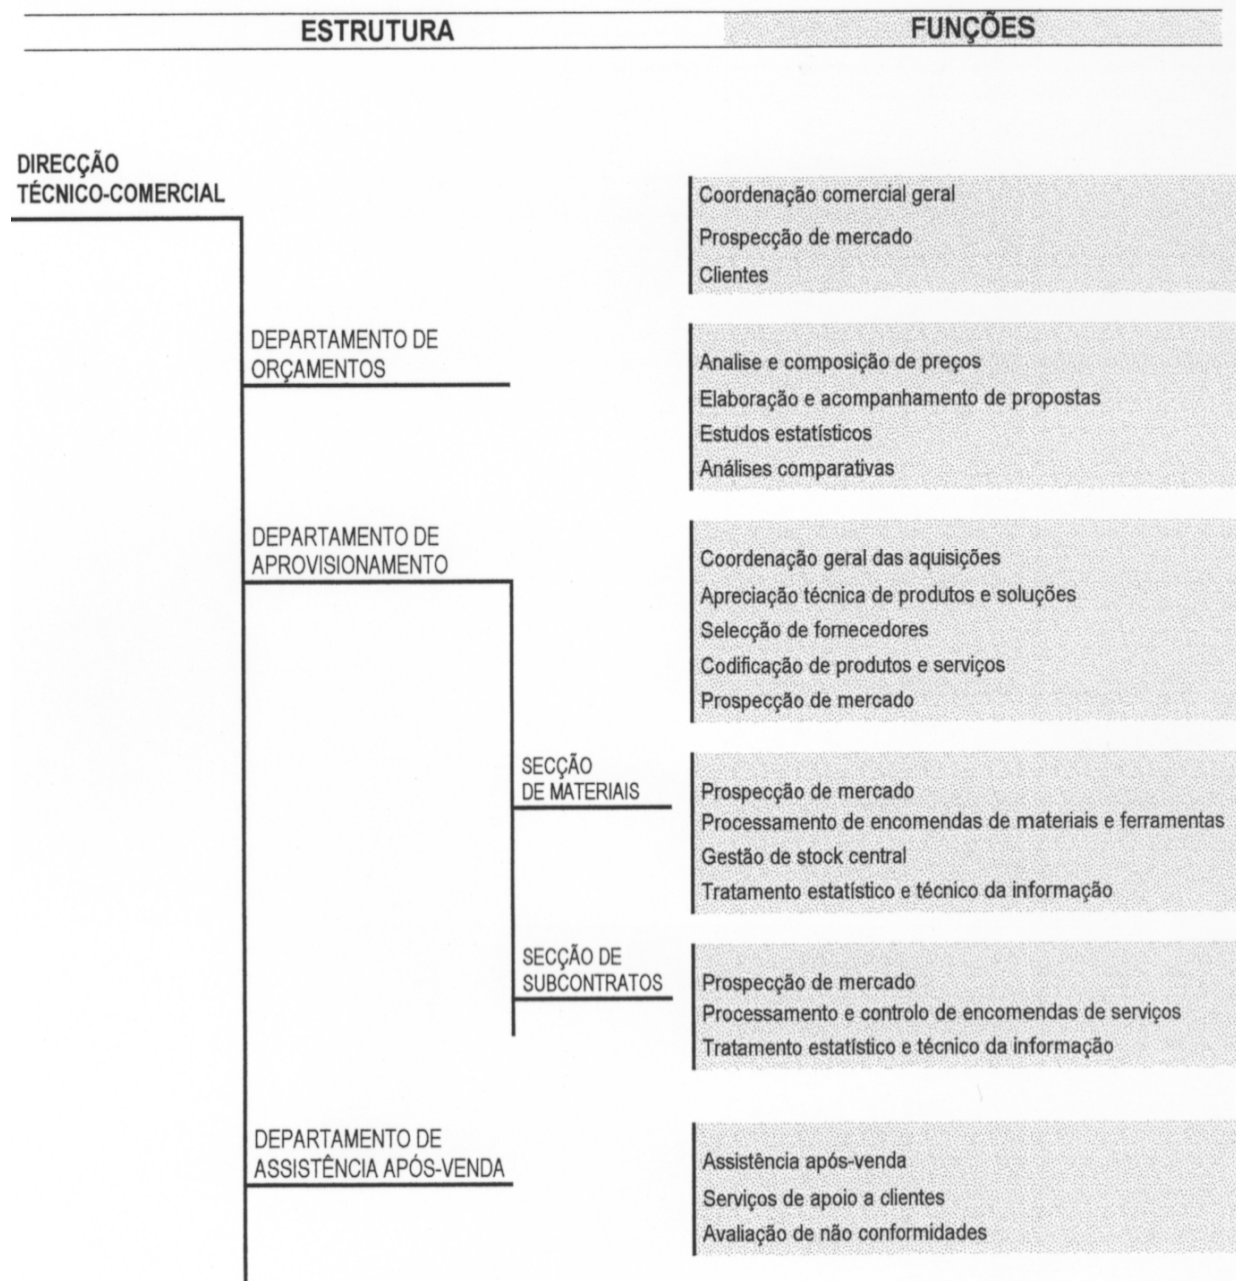 ESTRUTURA
FUNÇÕES
DIRECÇÃO
TÉCNICO-COMERCIAL
Coordenação comercial geral
Prospecção de mercado
Clientes
DEPARTAMENTO DE
ORÇAMENTOS
Analise e composição de preços
Elaboração e acompanhamento de propostas
Estudos estatísticos
Análises comparativas
DEPARTAMENTO DE
APROVISIONAMENTO
Coordenação geral das aquisições
Apreciação técnica de produtos e soluções
Selecção de fornecedores
Codificação de produtos e serviços
Prospecção de mercado
SECÇÃO
DE MATERIAIS
Prospecção de mercado
Processamento de encomendas de materiais e ferramentas
Gestão de stock central
Tratamento estatístico e técnico da informação
SECÇÃO DE
SUBCONTRATOS
Prospecção de mercado
Processamento e controlo de encomendas de serviços
Tratamento estatístico e técnico da informação
DEPARTAMENTO DE
ASSISTÊNCIA APÓS-VENDA
Assistência após-venda
Serviços de apoio a clientes
Avaliação de não conformidades